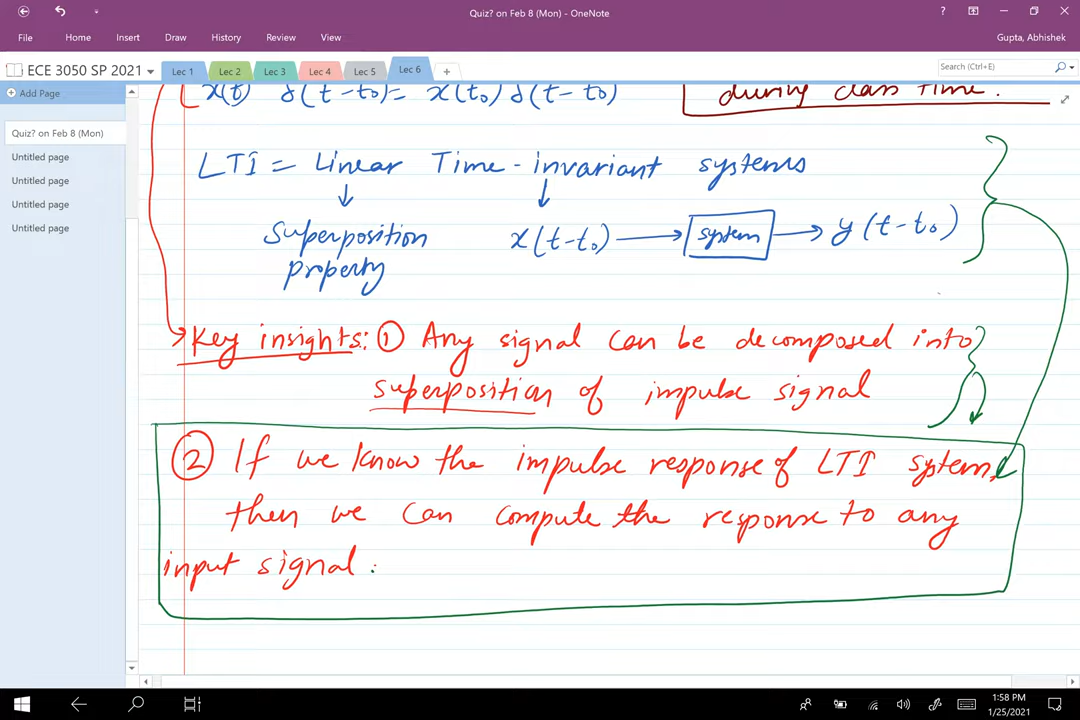 Quiz? on Feb 8 (Mon) - OneNote
File Home Insert Draw History Review View
Gupta, Abhishek
ECE 3050 SP 2021
Lec 1 Lec 2 Lec 3 Lec 4 Lec 5 Lec 6 +
Search (Ctrl+E)
Add Page
Quiz? on Feb 8 (Mon)
Untitled page
Untitled page
Untitled page
Untitled page
x(t) δ(t-t0) = x(t0) δ(t-t0)
during class time.
LTI = Linear Time-invariant systems
Superposition property
x(t-t0) → system → y(t-t0)
Key insights: ① Any signal can be decomposed into
superposition of impulse signal
② If we know the impulse response of LTI system,
then we can compute the response to any
input signal.
1:58 PM
1/25/2021